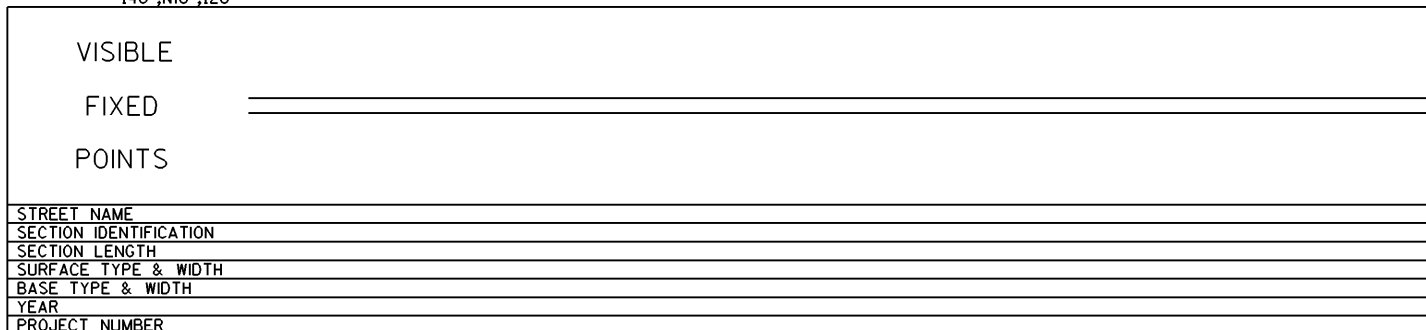 VISIBLE
FIXED
POINTS
STREET NAME
SECTION IDENTIFICATION
SECTION LENGTH
SURFACE TYPE & WIDTH
BASE TYPE & WIDTH
YEAR
PROJECT NUMBER